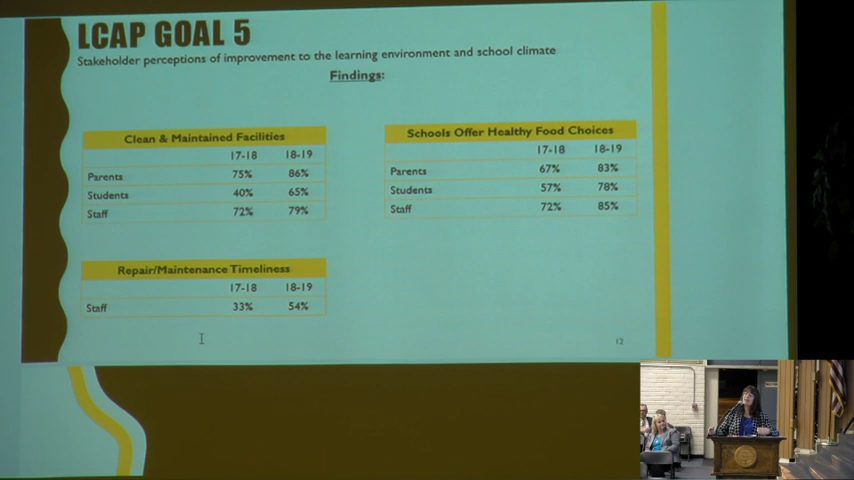 LCAP GOAL 5
Stakeholder perceptions of improvement to the learning environment and school climate
Findings:
Clean & Maintained Facilities
17-18 18-19
Parents 75% 86%
Students 40% 65%
Staff 72% 79%
Schools Offer Healthy Food Choices
17-18 18-19
Parents 67% 83%
Students 57% 78%
Staff 72% 85%
Repair/Maintenance Timeliness
17-18 18-19
Staff 33% 54%
12